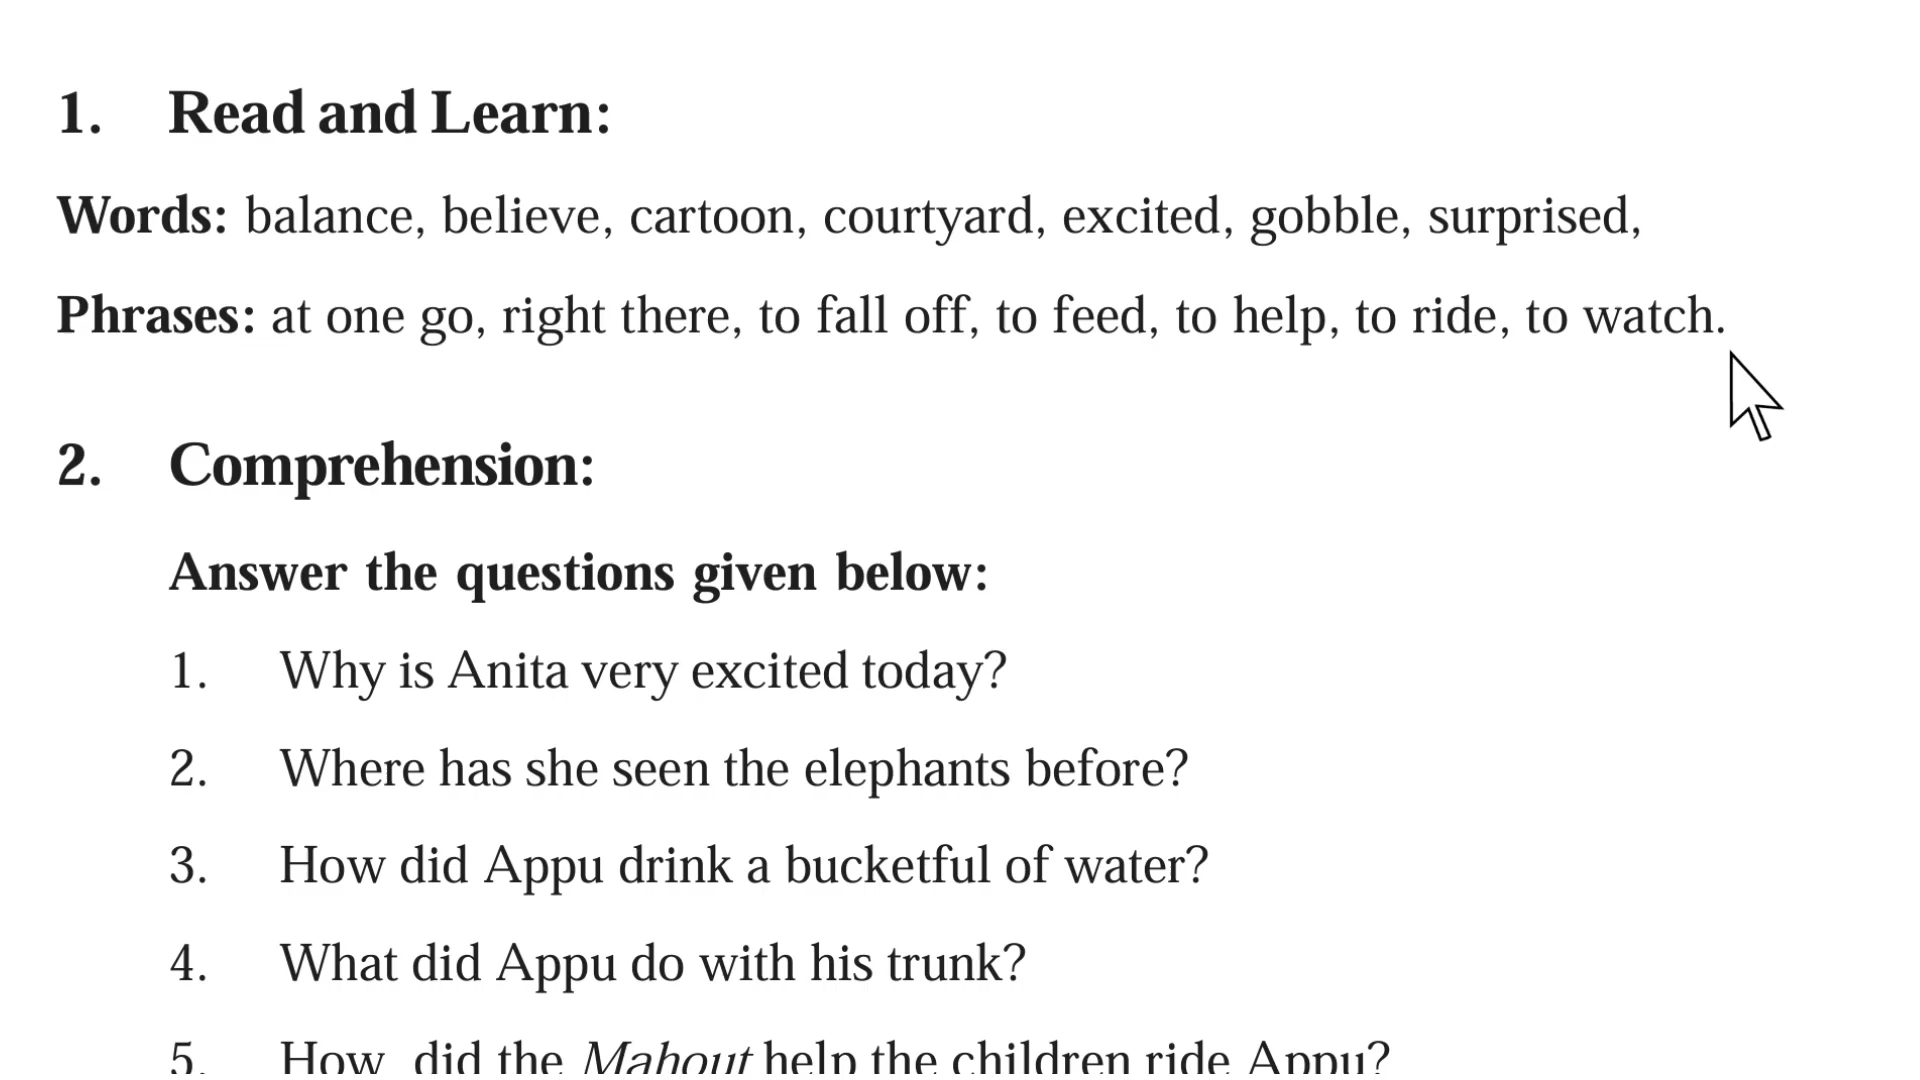 1. Read and Learn:
Words: balance, believe, cartoon, courtyard, excited, gobble, surprised,
Phrases: at one go, right there, to fall off, to feed, to help, to ride, to watch.
2. Comprehension:
Answer the questions given below:
1. Why is Anita very excited today?
2. Where has she seen the elephants before?
3. How did Appu drink a bucketful of water?
4. What did Appu do with his trunk?
5. How did the Mahout help the children ride Appu?